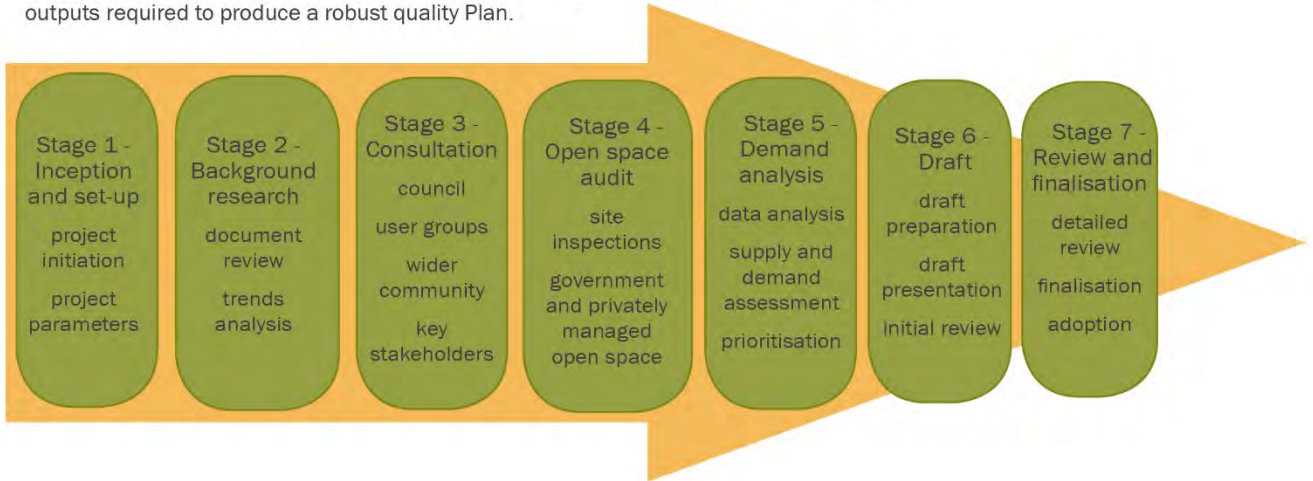 outputs required to produce a robust quality Plan.
Stage 1 -
Inception
and set-up
project
initiation
project
parameters
Stage 2 -
Background
research
document
review
trends
analysis
Stage 3 -
Consultation
council
user groups
wider
community
key
stakeholders
Stage 4 -
Open space
audit
site
inspections
government
and privately
managed
open space
Stage 5 -
Demand
analysis
data analysis
supply and
demand
assessment
prioritisation
Stage 6 -
Draft
draft
preparation
draft
presentation
initial review
Stage 7 -
Review and
finalisation
detailed
review
finalisation
adoption